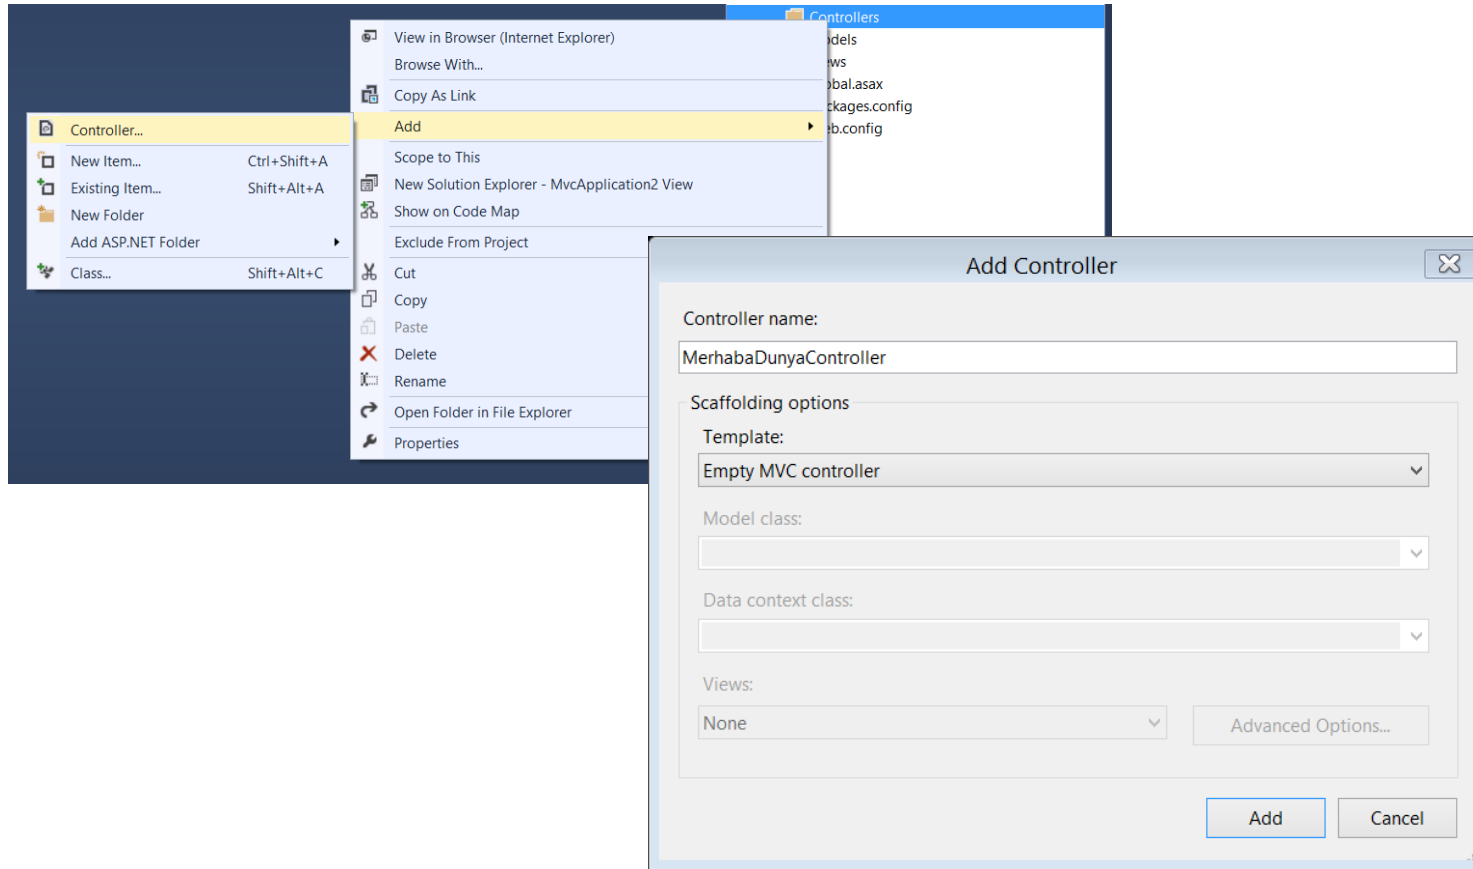 Controllers
View in Browser (Internet Explorer)
Browse With...
Copy As Link
Add
Scope to This
New Solution Explorer - MvcApplication2 View
Show on Code Map
Exclude From Project
Cut
Copy
Paste
Delete
Rename
Open Folder in File Explorer
Properties
Controller...
New Item... Ctrl+Shift+A
Existing Item... Shift+Alt+A
New Folder
Add ASP.NET Folder
Class... Shift+Alt+C
dels
ws
bal.asax
ckages.config
eb.config
Add Controller
Controller name:
MerhabaDunyaController
Scaffolding options
Template:
Empty MVC controller
Model class:
Data context class:
Views:
None
Advanced Options...
Add Cancel